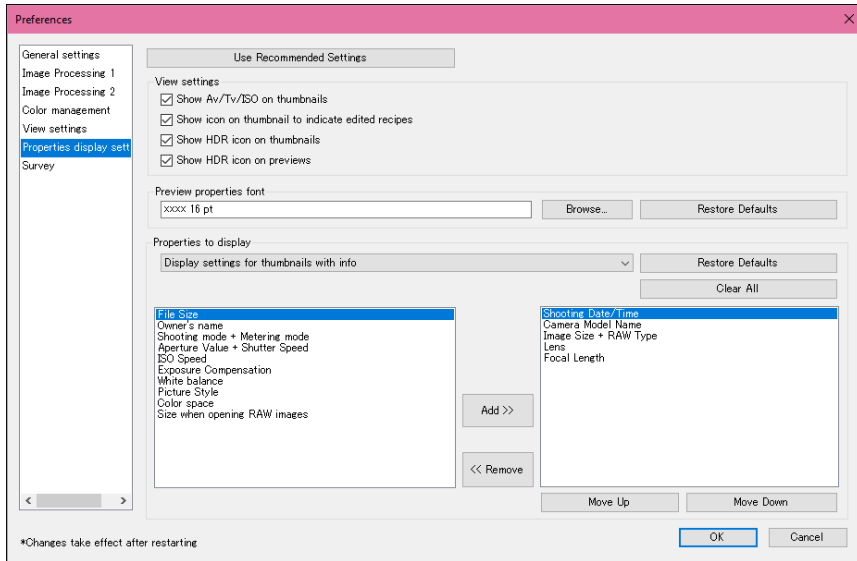 Preferences
General settings
Image Processing 1
Image Processing 2
Color management
View settings
Properties display sett
Survey
Use Recommended Settings
View settings
Show Av/Tv/ISO on thumbnails
Show icon on thumbnail to indicate edited recipes
Show HDR icon on thumbnails
Show HDR icon on previews
Preview properties font
xxxx 16 pt
Browse...
Restore Defaults
Properties to display
Display settings for thumbnails with info
Restore Defaults
Clear All
File Size
Owner's name
Shooting mode + Metering mode
Aperture Value + Shutter Speed
ISO Speed
Exposure Compensation
White balance
Picture Style
Color space
Size when opening RAW images
Add >>
<< Remove
Shooting Date/Time
Camera Model Name
Image Size + RAW Type
Lens
Focal Length
Move Up
Move Down
*Changes take effect after restarting
OK
Cancel